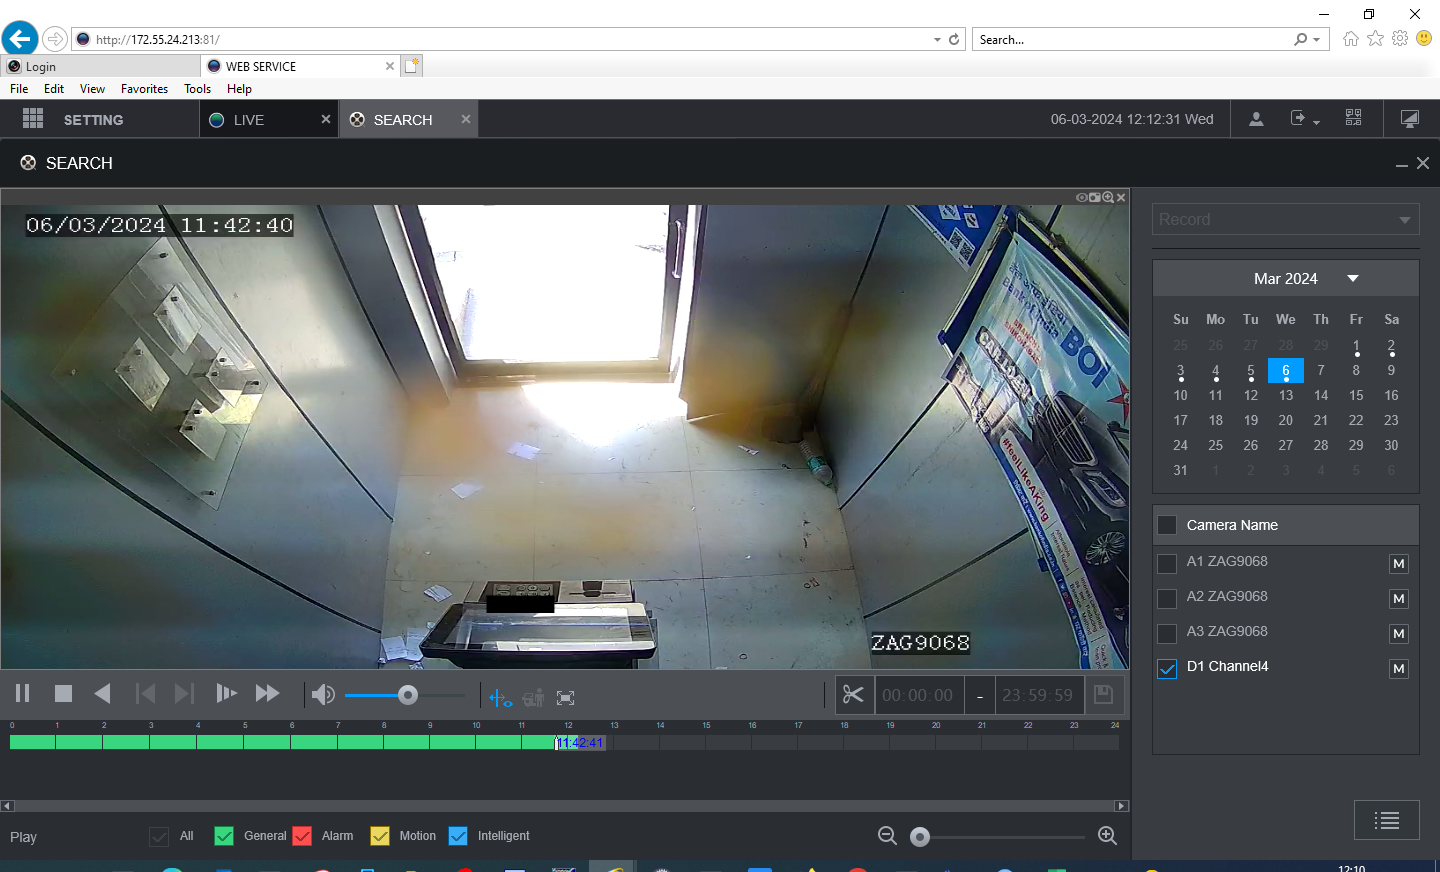 http://172.55.24.213:81/
Search...
Login
WEB SERVICE
File Edit View Favorites Tools Help
SETTING
LIVE
SEARCH
06-03-2024 12:12:31 Wed
SEARCH
06/03/2024 11:42:40
Bank of India
BOI
#feelLikeAKing
ZAG9068
Record
Mar 2024
Su Mo Tu We Th Fr Sa
25 26 27 28 29 1 2
3 4 5 6 7 8 9
10 11 12 13 14 15 16
17 18 19 20 21 22 23
24 25 26 27 28 29 30
31 1 2 3 4 5 6
Camera Name
A1 ZAG9068 M
A2 ZAG9068 M
A3 ZAG9068 M
D1 Channel4 M
00:00:00 - 23:59:59
0 1 2 3 4 5 6 7 8 9 10 11 12 13 14 15 16 17 18 19 20 21 22 23 24
11:42:41
Play
All
General
Alarm
Motion
Intelligent
12:10